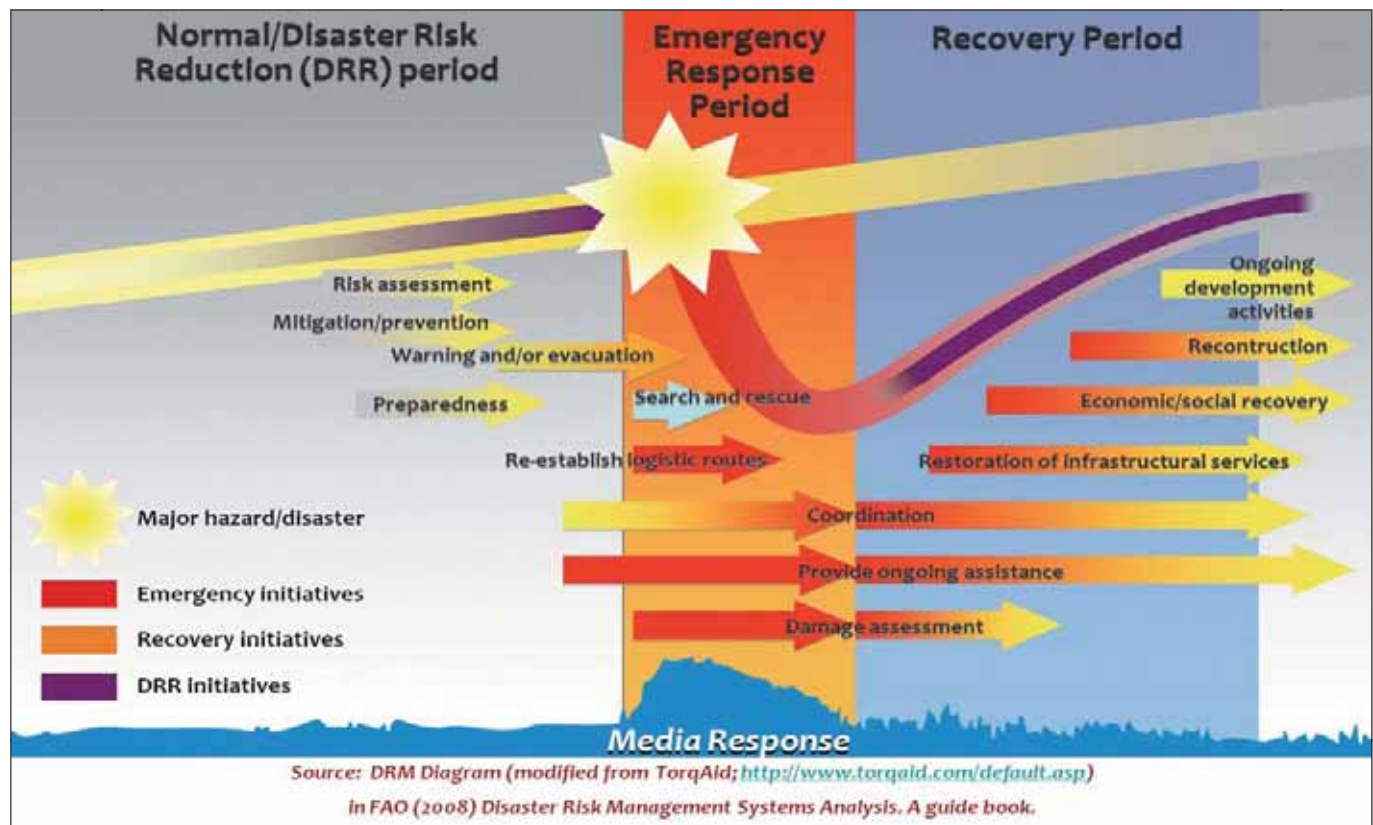 Normal/Disaster Risk
Reduction (DRR) period
Emergency
Response
Period
Recovery Period
Risk assessment
Mitigation/prevention
Warning and/or evacuation
Preparedness
Search and rescue
Re-establish logistic routes
Ongoing
development
activities
Recontruction
Economic/social recovery
Restoration of infrastructural services
Coordination
Provide ongoing assistance
Damage assessment
Major hazard/disaster
Emergency initiatives
Recovery initiatives
DRR initiatives
Media Response
Source: DRM Diagram (modified from TorqAid; http://www.torqaid.com/default.asp)
in FAO (2008) Disaster Risk Management Systems Analysis. A guide book.